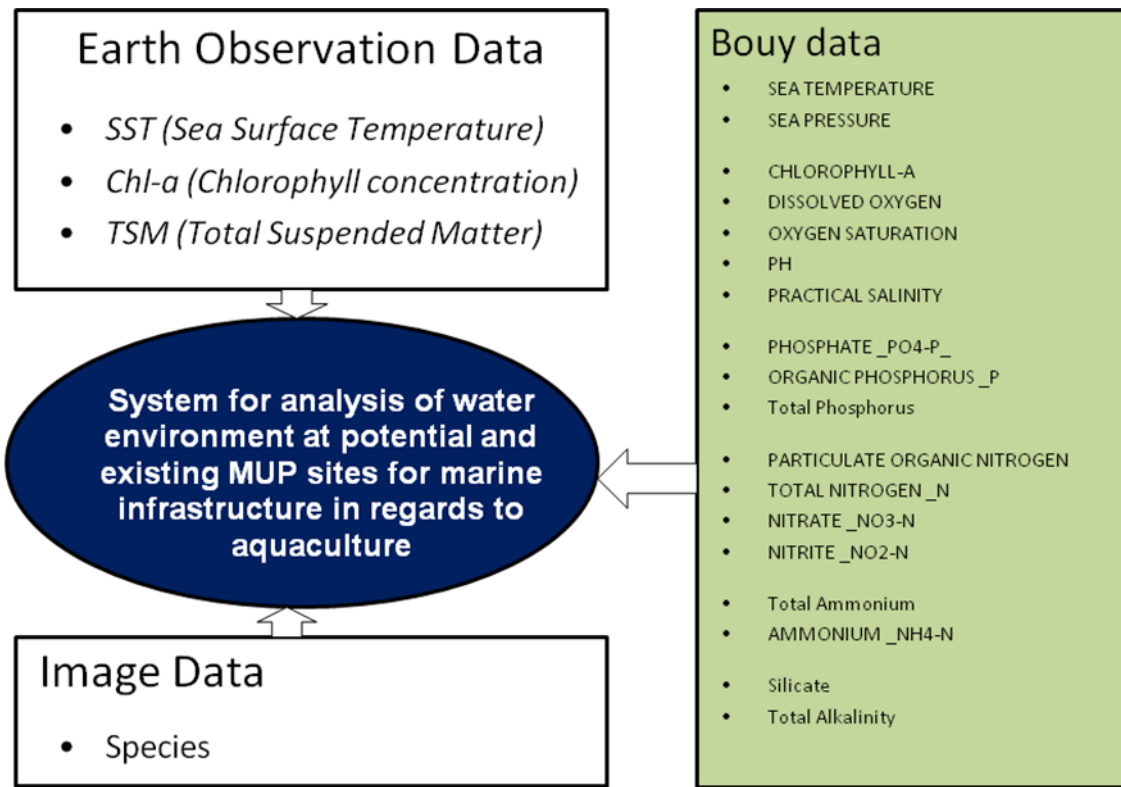 Earth Observation Data
• SST (Sea Surface Temperature)
• Chl-a (Chlorophyll concentration)
• TSM (Total Suspended Matter)
System for analysis of water
environment at potential and
existing MUP sites for marine
infrastructure in regards to
aquaculture
Image Data
• Species
Bouy data
• SEA TEMPERATURE
• SEA PRESSURE
• CHLOROPHYLL-A
• DISSOLVED OXYGEN
• OXYGEN SATURATION
• PH
• PRACTICAL SALINITY
• PHOSPHATE _PO4-P_
• ORGANIC PHOSPHORUS _P
• Total Phosphorus
• PARTICULATE ORGANIC NITROGEN
• TOTAL NITROGEN _N
• NITRATE _NO3-N
• NITRITE _NO2-N
• Total Ammonium
• AMMONIUM _NH4-N
• Silicate
• Total Alkalinity